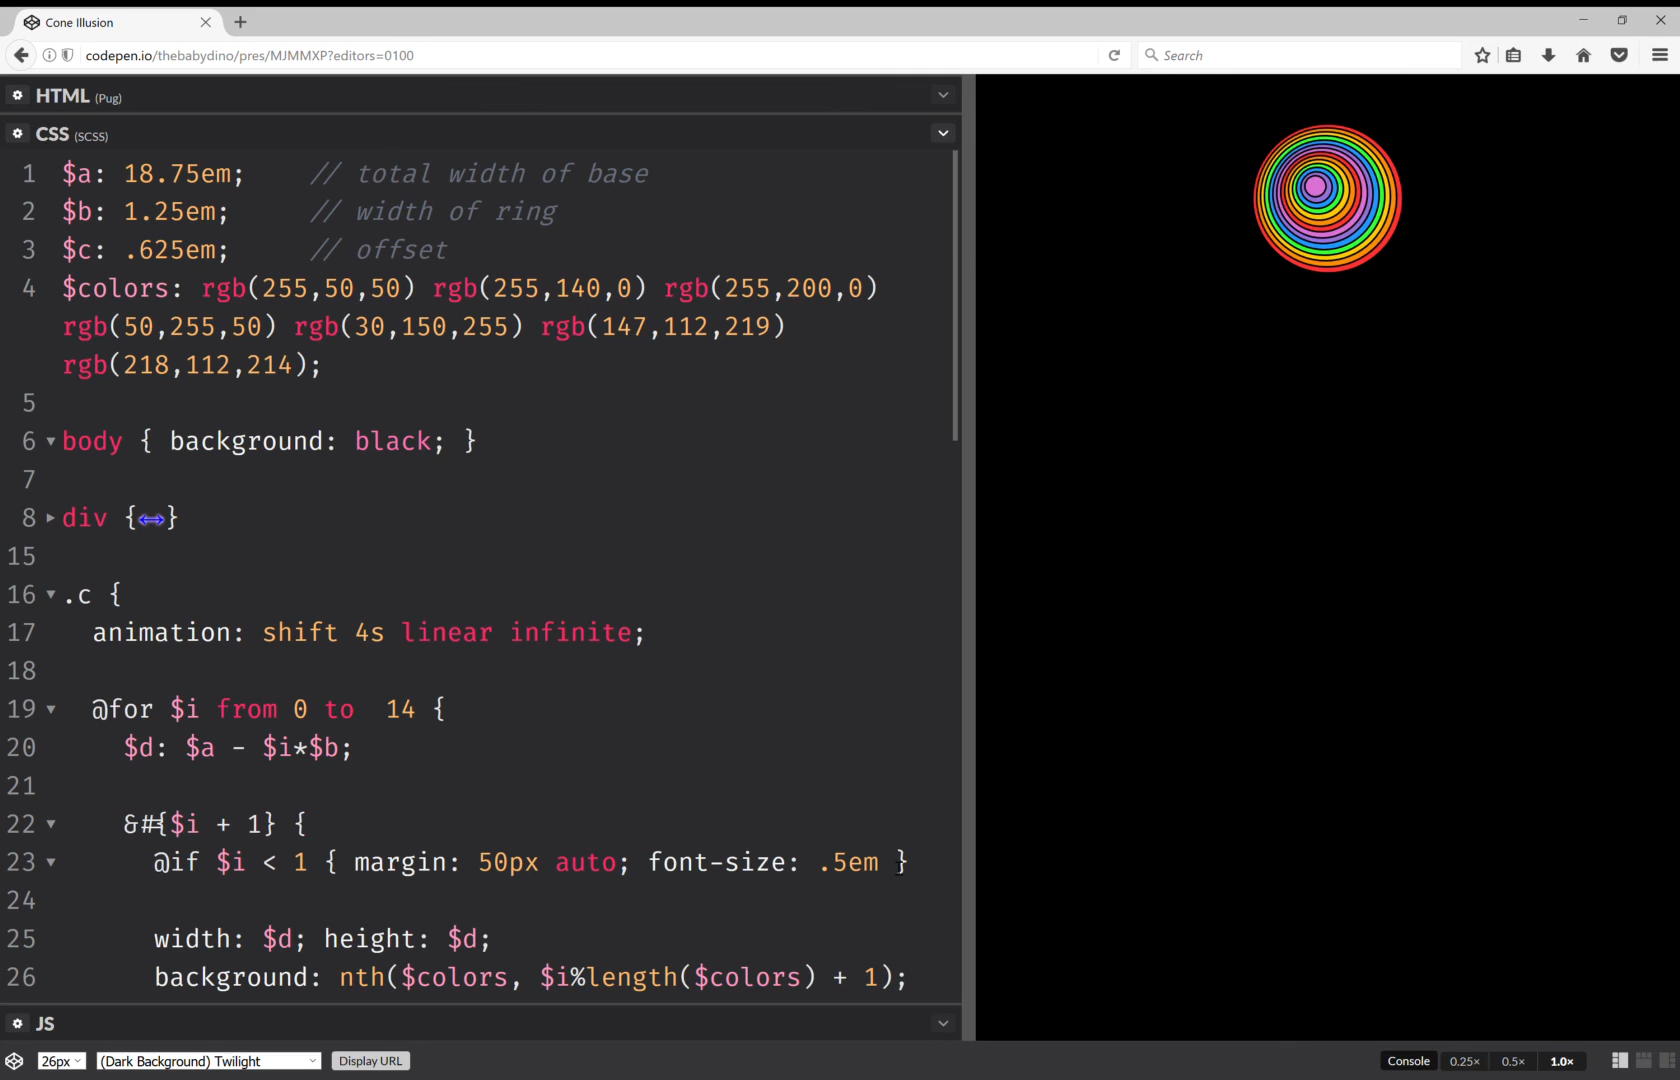 Cone Illusion
codepen.io/thebabydino/pres/MJMMXP?editors=0100
Search
HTML (Pug)
CSS (SCSS)
1 $a: 18.75em; // total width of base
2 $b: 1.25em; // width of ring
3 $c: .625em; // offset
4 $colors: rgb(255,50,50) rgb(255,140,0) rgb(255,200,0)
rgb(50,255,50) rgb(30,150,255) rgb(147,112,219)
rgb(218,112,214);
5
6 body { background: black; }
7
8 div {↔}
15
16 .c {
17 animation: shift 4s linear infinite;
18
19 @for $i from 0 to 14 {
20 $d: $a - $i*$b;
21
22 &#{$i + 1} {
23 @if $i < 1 { margin: 50px auto; font-size: .5em }
24
25 width: $d; height: $d;
26 background: nth($colors, $i%length($colors) + 1);
JS
26px (Dark Background) Twilight Display URL Console 0.25× 0.5× 1.0×